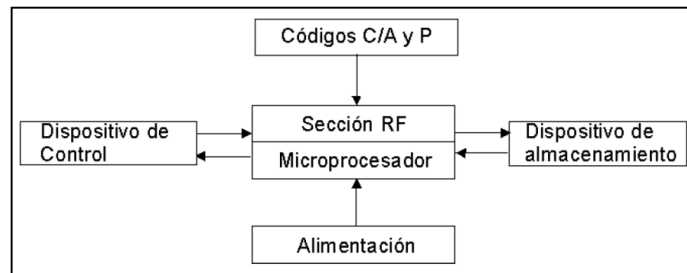 Códigos C/A y P
Dispositivo de
Control
Sección RF
Microprocesador
Dispositivo de
almacenamiento
Alimentación